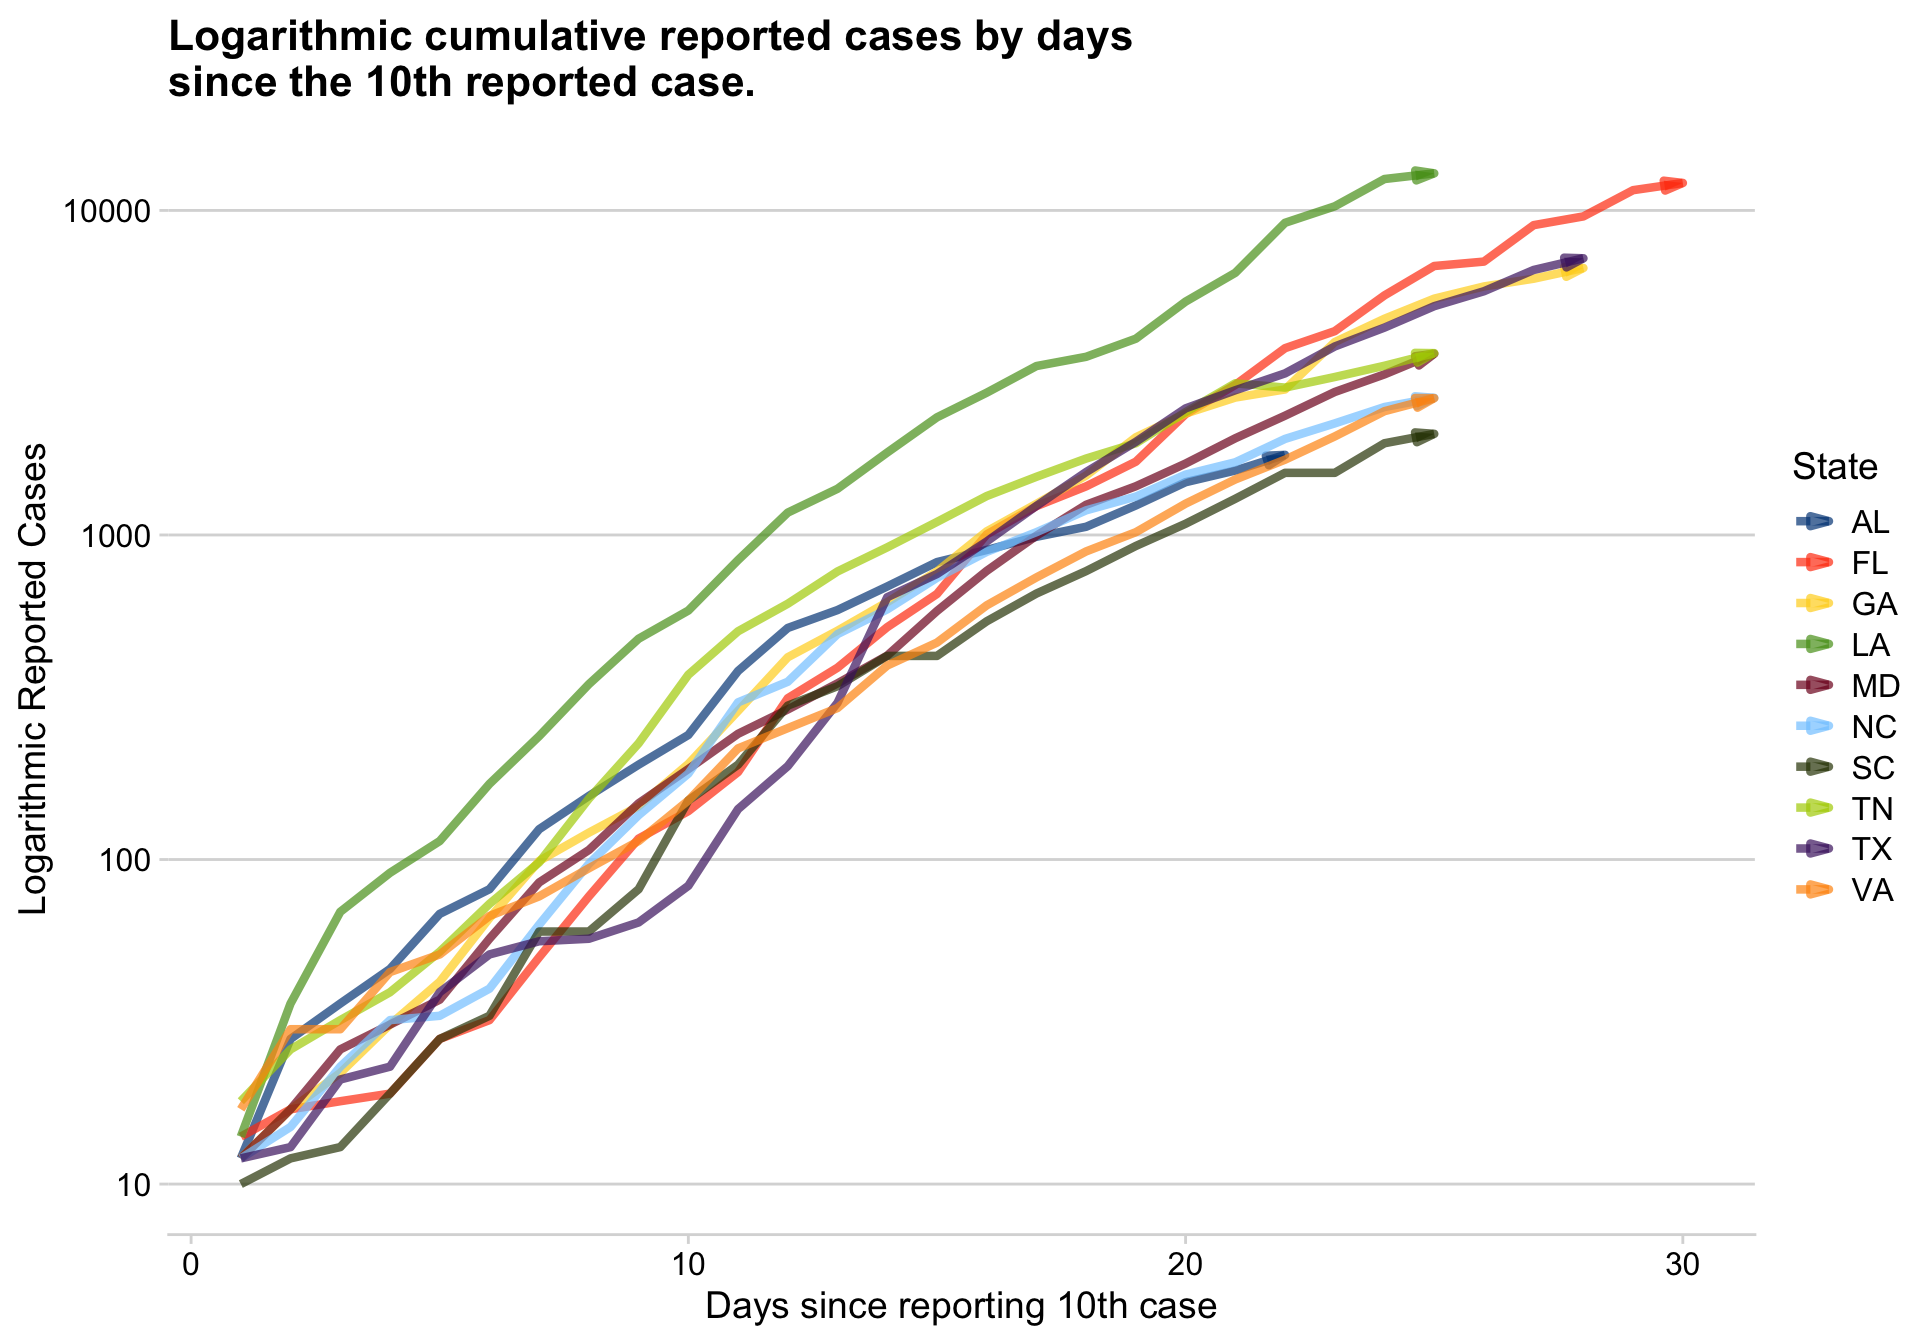 Logarithmic cumulative reported cases by days
since the 10th reported case.
Logarithmic Reported Cases
10000
1000
100
10
0 10 20 30
Days since reporting 10th case
State
AL
FL
GA
LA
MD
NC
SC
TN
TX
VA